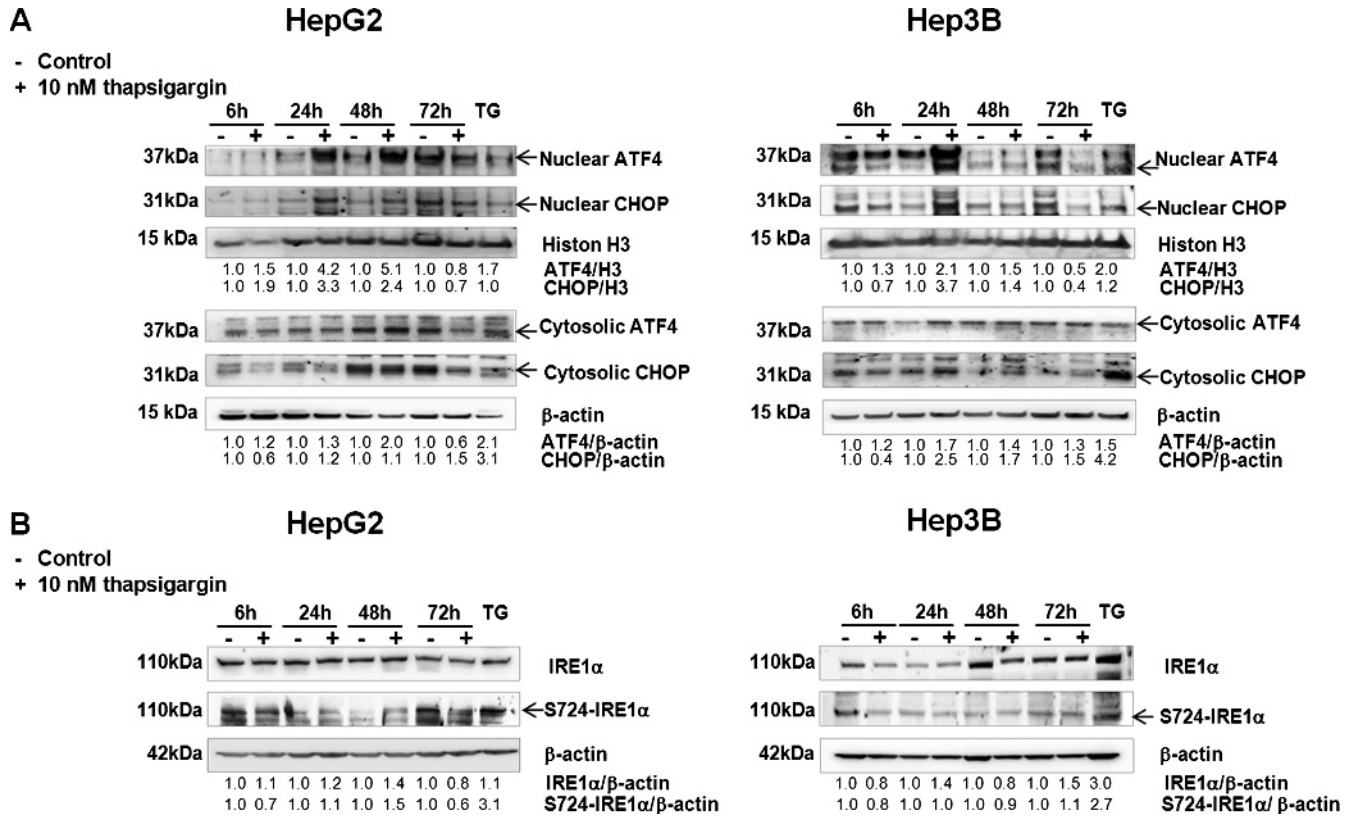 A
HepG2
Hep3B
- Control
+ 10 nM thapsigargin
6h 24h 48h 72h TG
- + - + - + - +
37kDa Nuclear ATF4
31kDa Nuclear CHOP
15 kDa Histon H3
1.0 1.5 1.0 4.2 1.0 5.1 1.0 0.8 1.7 ATF4/H3
1.0 1.9 1.0 3.3 1.0 2.4 1.0 0.7 1.0 CHOP/H3
37kDa Cytosolic ATF4
31kDa Cytosolic CHOP
15 kDa β-actin
1.0 1.2 1.0 1.3 1.0 2.0 1.0 0.6 2.1 ATF4/β-actin
1.0 0.6 1.0 1.2 1.0 1.1 1.0 1.5 3.1 CHOP/β-actin
6h 24h 48h 72h TG
- + - + - + - +
37kDa Nuclear ATF4
31kDa Nuclear CHOP
15 kDa Histon H3
1.0 1.3 1.0 2.1 1.0 1.5 1.0 0.5 2.0 ATF4/H3
1.0 0.7 1.0 3.7 1.0 1.4 1.0 0.4 1.2 CHOP/H3
37kDa Cytosolic ATF4
31kDa Cytosolic CHOP
15 kDa β-actin
1.0 1.2 1.0 1.7 1.0 1.4 1.0 1.3 1.5 ATF4/β-actin
1.0 0.4 1.0 2.5 1.0 1.7 1.0 1.5 4.2 CHOP/β-actin
B
HepG2
Hep3B
- Control
+ 10 nM thapsigargin
6h 24h 48h 72h TG
- + - + - + - +
110kDa IRE1α
110kDa S724-IRE1α
42kDa β-actin
1.0 1.1 1.0 1.2 1.0 1.4 1.0 0.8 1.1 IRE1α/β-actin
1.0 0.7 1.0 1.1 1.0 1.5 1.0 0.6 3.1 S724-IRE1α/β-actin
6h 24h 48h 72h TG
- + - + - + - +
110kDa IRE1α
110kDa S724-IRE1α
42kDa β-actin
1.0 0.8 1.0 1.4 1.0 0.8 1.0 1.5 3.0 IRE1α/β-actin
1.0 0.8 1.0 1.0 1.0 0.9 1.0 1.1 2.7 S724-IRE1α/ β-actin